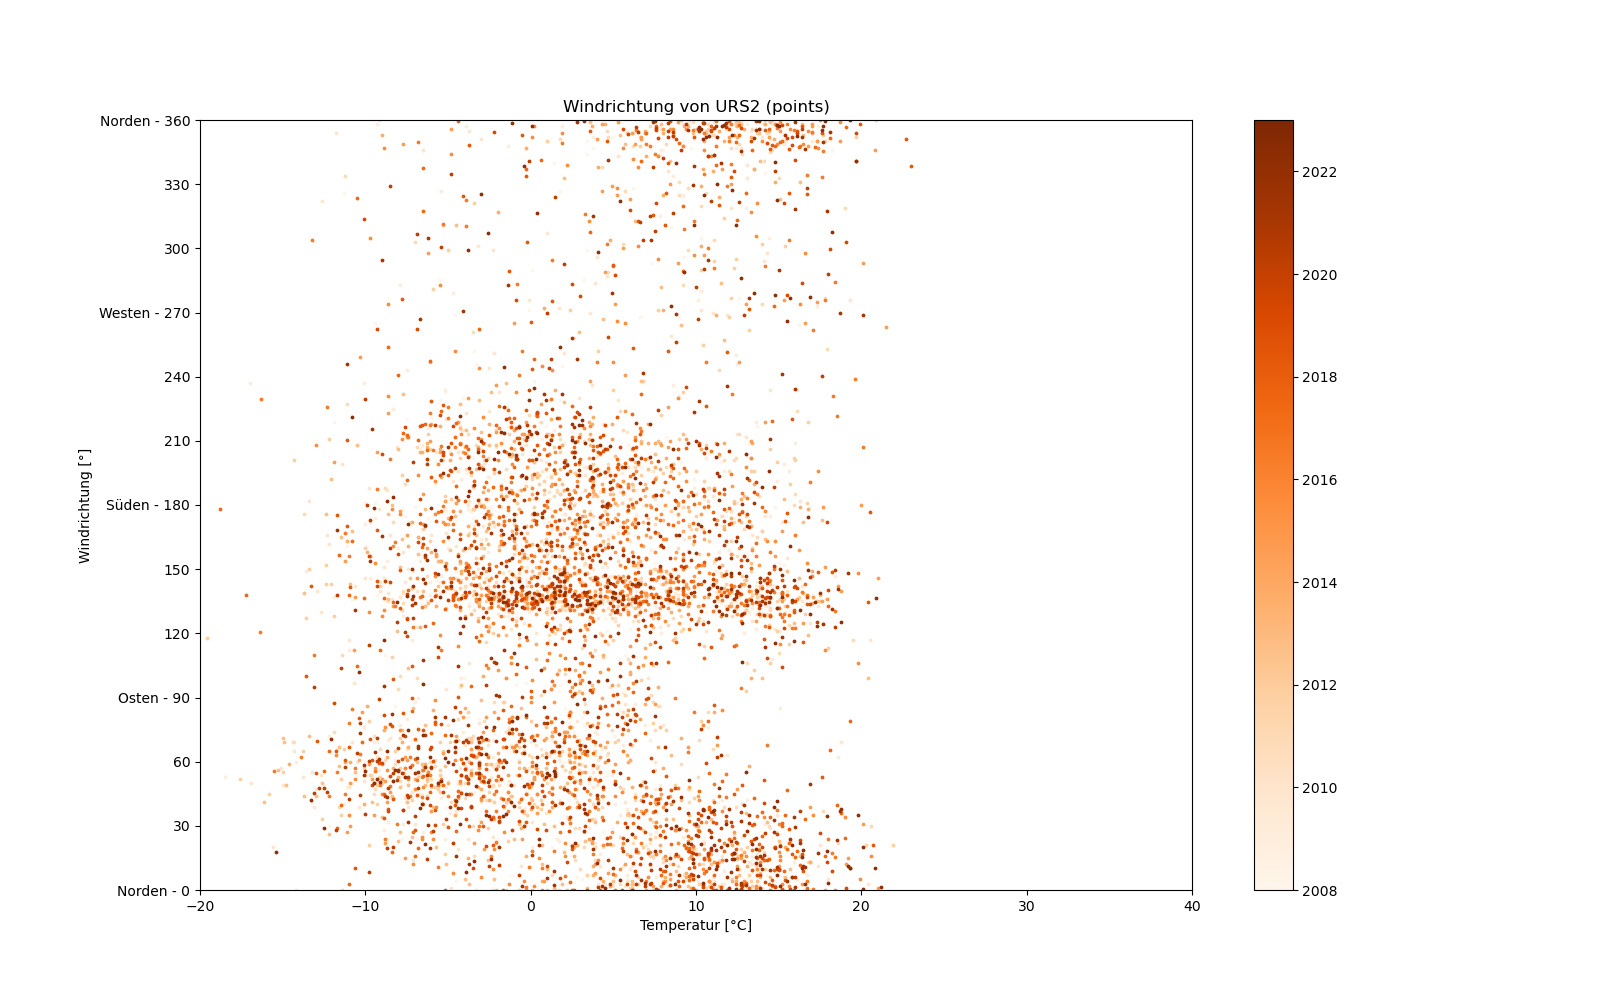 Windrichtung von URS2 (points)
Norden - 360
330
300
Westen - 270
240
210
Süden - 180
150
120
Osten - 90
60
30
Norden - 0
Windrichtung [°]
−20
−10
0
10
20
30
40
Temperatur [°C]
2022
2020
2018
2016
2014
2012
2010
2008